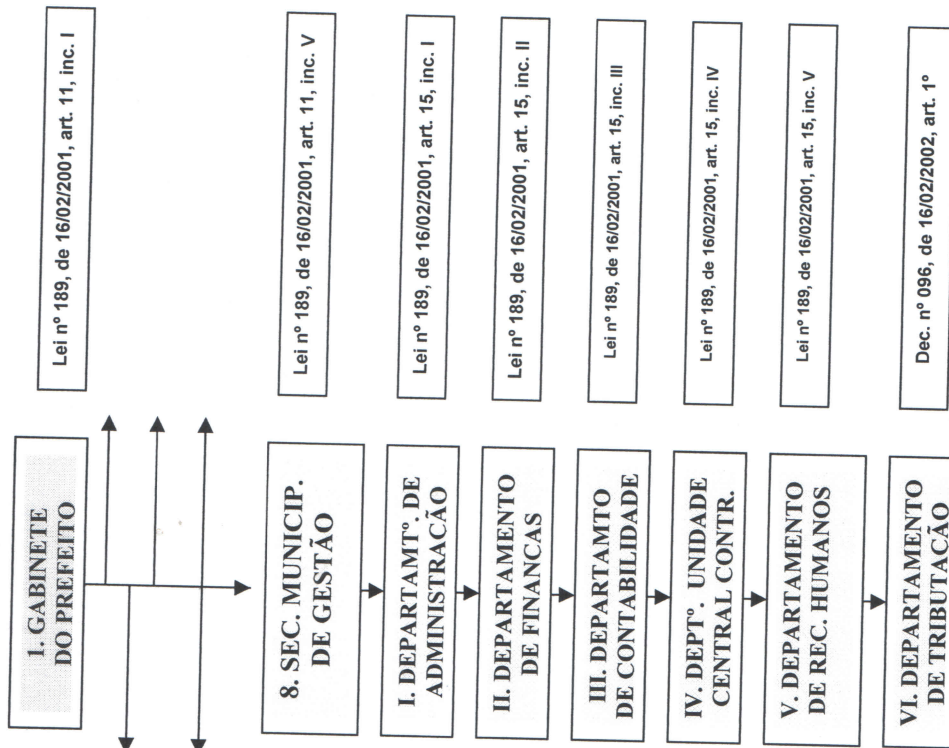 1. GABINETE
DO PREFEITO
Lei nº 189, de 16/02/2001, art. 11, inc. I
8. SEC. MUNICIP.
DE GESTÃO
Lei nº 189, de 16/02/2001, art. 11, inc. V
I. DEPARTAMTº. DE
ADMINISTRACÃO
Lei nº 189, de 16/02/2001, art. 15, inc. I
II. DEPARTAMENTO
DE FINANCAS
Lei nº 189, de 16/02/2001, art. 15, inc. II
III. DEPARTAMTO
DE CONTABILIDADE
Lei nº 189, de 16/02/2001, art. 15, inc. III
IV. DEPTº. UNIDADE
CENTRAL CONTR.
Lei nº 189, de 16/02/2001, art. 15, inc. IV
V. DEPARTAMENTO
DE REC. HUMANOS
Lei nº 189, de 16/02/2001, art. 15, inc. V
VI. DEPARTAMENTO
DE TRIBUTAÇÃO
Dec. nº 096, de 16/02/2002, art. 1º